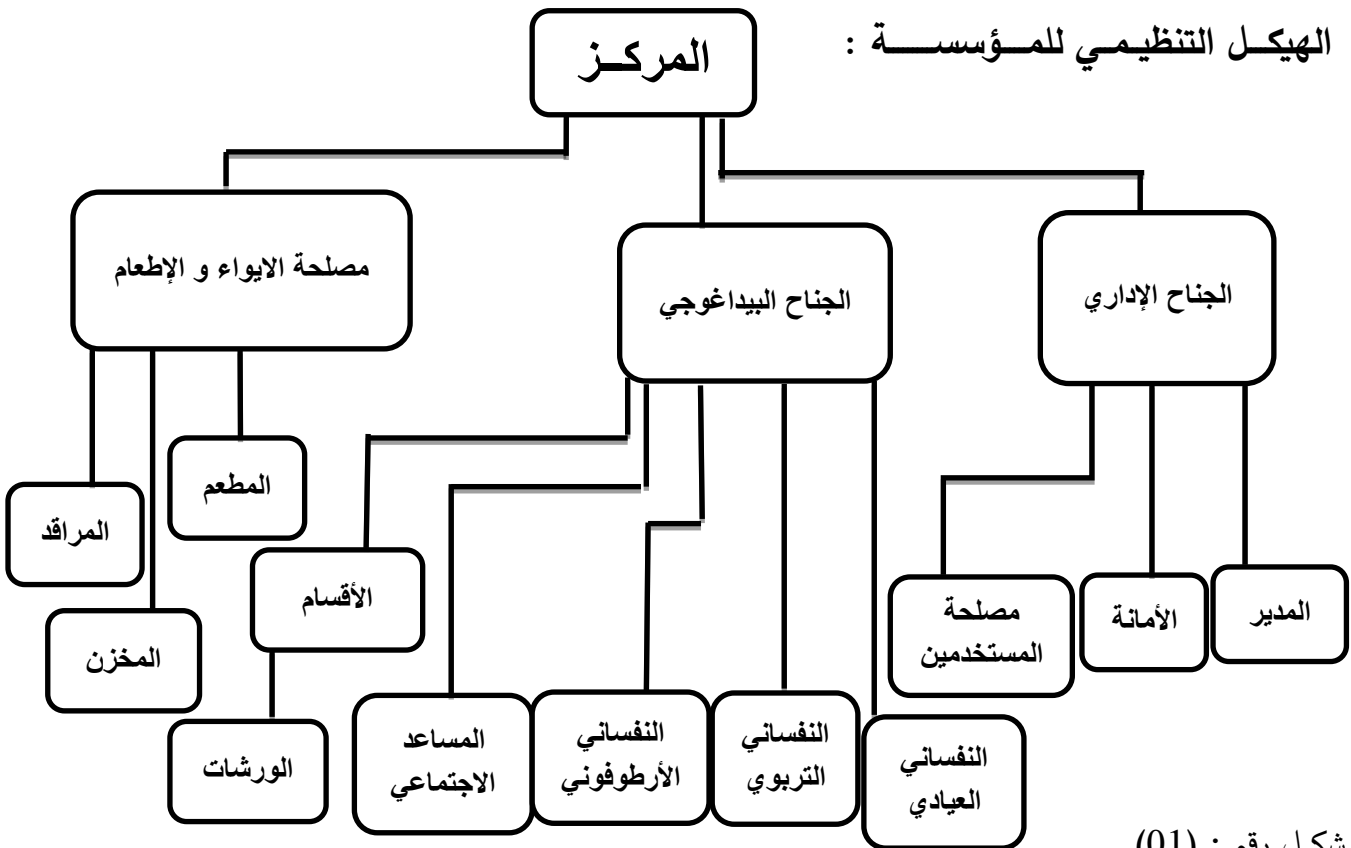 الهيكل التنظيمي للمؤسسة :
المركز
الجناح الإداري
الجناح البيداغوجي
مصلحة الايواء و الإطعام
المدير
الأمانة
مصلحة
المستخدمين
النفساني
العيادي
النفساني
التربوي
النفساني
الأرطوفوني
المساعد
الاجتماعي
الأقسام
الورشات
المطعم
المخزن
المراقد
شكل رقم : (01)